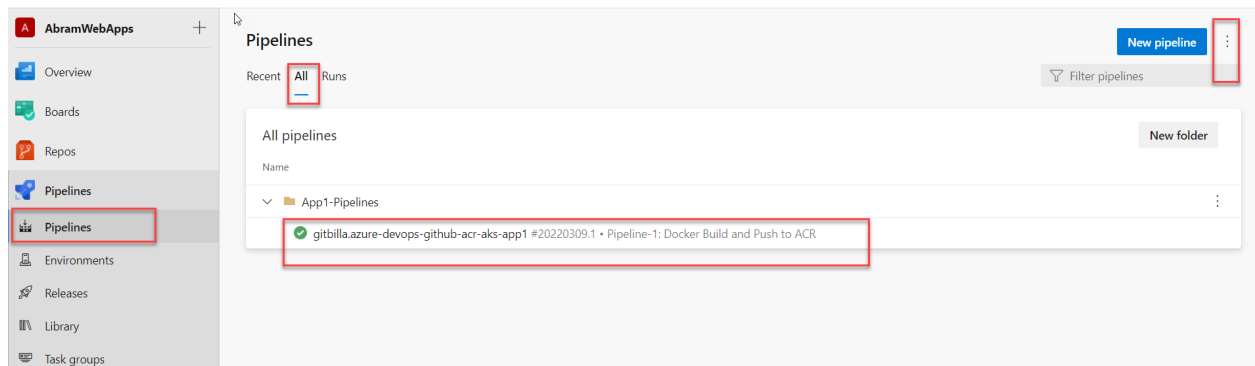 A AbramWebApps
Overview
Boards
Repos
Pipelines
Pipelines
Environments
Releases
Library
Task groups
Pipelines
New pipeline
Recent All Runs
Filter pipelines
All pipelines
New folder
Name
App1-Pipelines
gitbilla.azure-devops-github-acr-aks-app1 #20220309.1 • Pipeline-1: Docker Build and Push to ACR